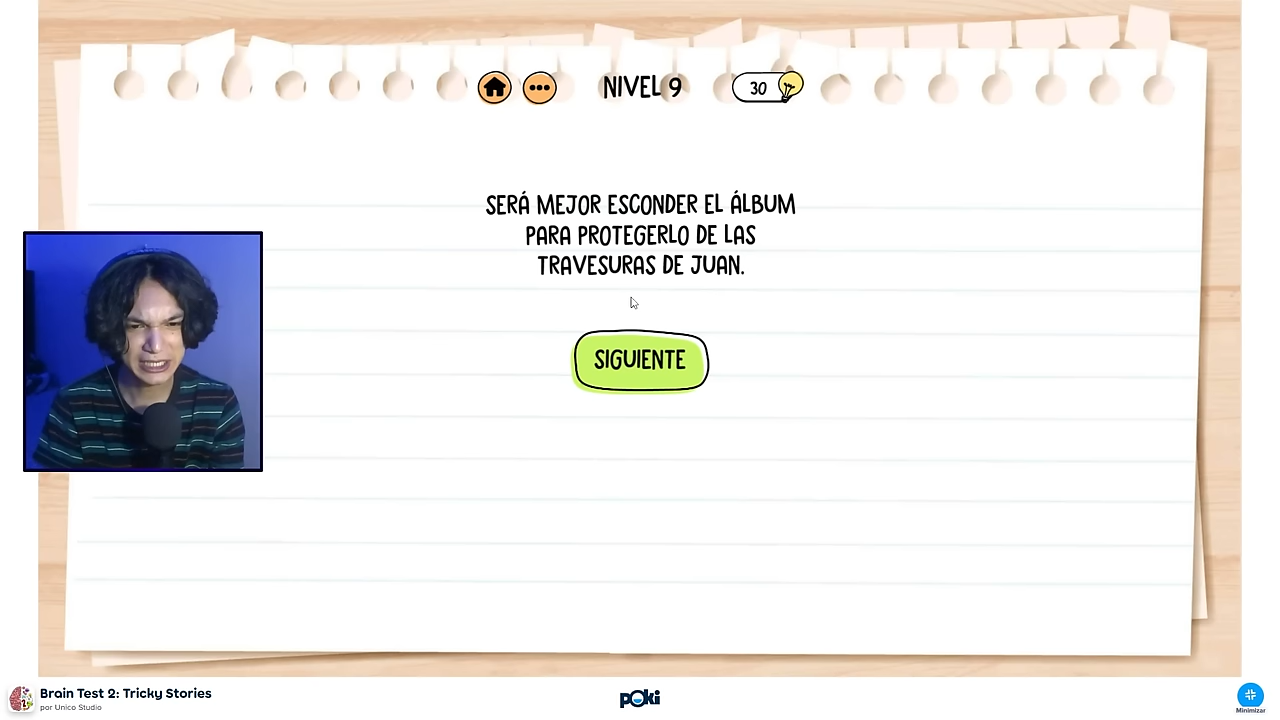 NIVEL 9
30
SERÁ MEJOR ESCONDER EL ÁLBUM
PARA PROTEGERLO DE LAS
TRAVESURAS DE JUAN.
SIGUIENTE
Brain Test 2: Tricky Stories
por Unico Studio
poki
Minimizar